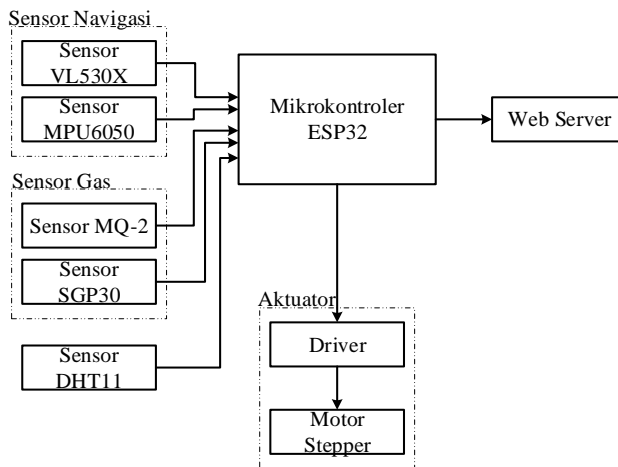 Sensor Navigasi
Sensor
VL530X
Sensor
MPU6050
Sensor Gas
Sensor MQ-2
Sensor
SGP30
Sensor
DHT11
Mikrokontroler
ESP32
Web Server
Aktuator
Driver
Motor
Stepper